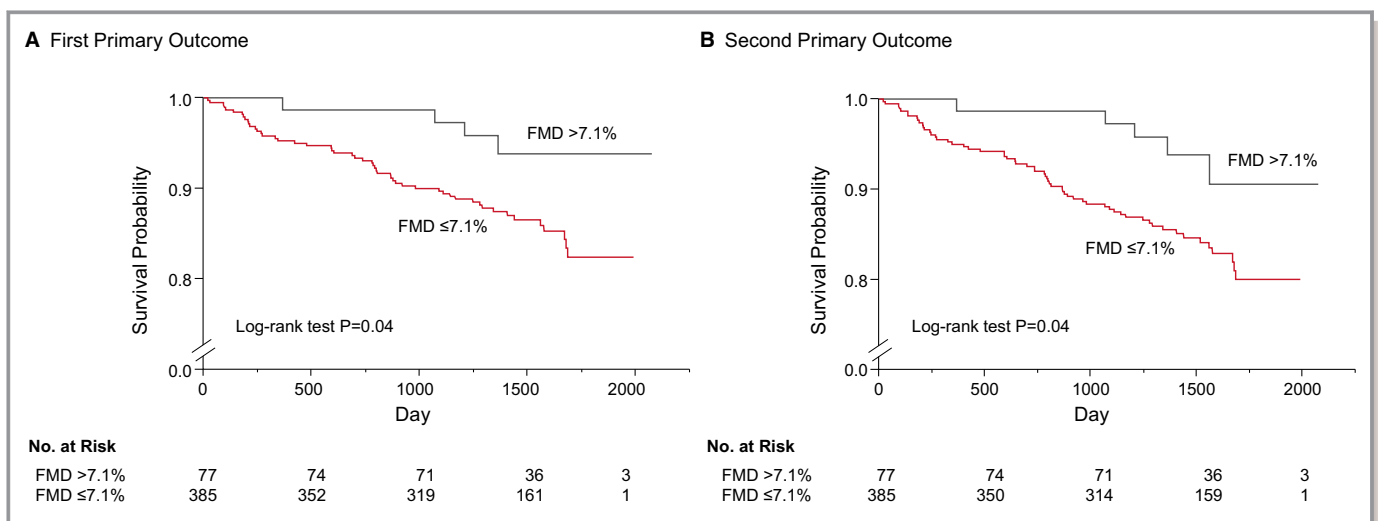 A First Primary Outcome
Survival Probability
1.0
0.9
0.8
0.0
FMD >7.1%
FMD ≤7.1%
Log-rank test P=0.04
0 500 1000 1500 2000
Day
No. at Risk
FMD >7.1% 77 74 71 36 3
FMD ≤7.1% 385 352 319 161 1
B Second Primary Outcome
Survival Probability
1.0
0.9
0.8
0.0
FMD >7.1%
FMD ≤7.1%
Log-rank test P=0.04
0 500 1000 1500 2000
Day
No. at Risk
FMD >7.1% 77 74 71 36 3
FMD ≤7.1% 385 350 314 159 1